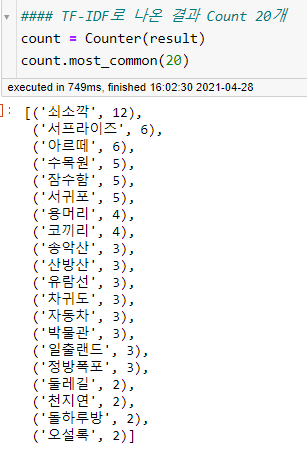 #### TF-IDF로 나온 결과 Count 20개
count = Counter(result)
count.most_common(20)
executed in 749ms, finished 16:02:30 2021-04-28
]: [('쇠소깍', 12),
('서프라이즈', 6),
('아르떼', 6),
('수목원', 5),
('잠수함', 5),
('서귀포', 5),
('용머리', 4),
('코끼리', 4),
('송악산', 3),
('산방산', 3),
('유람선', 3),
('차귀도', 3),
('자동차', 3),
('박물관', 3),
('일출랜드', 3),
('정방폭포', 3),
('둘레길', 2),
('천지연', 2),
('돌하루방', 2),
('오설록', 2)]